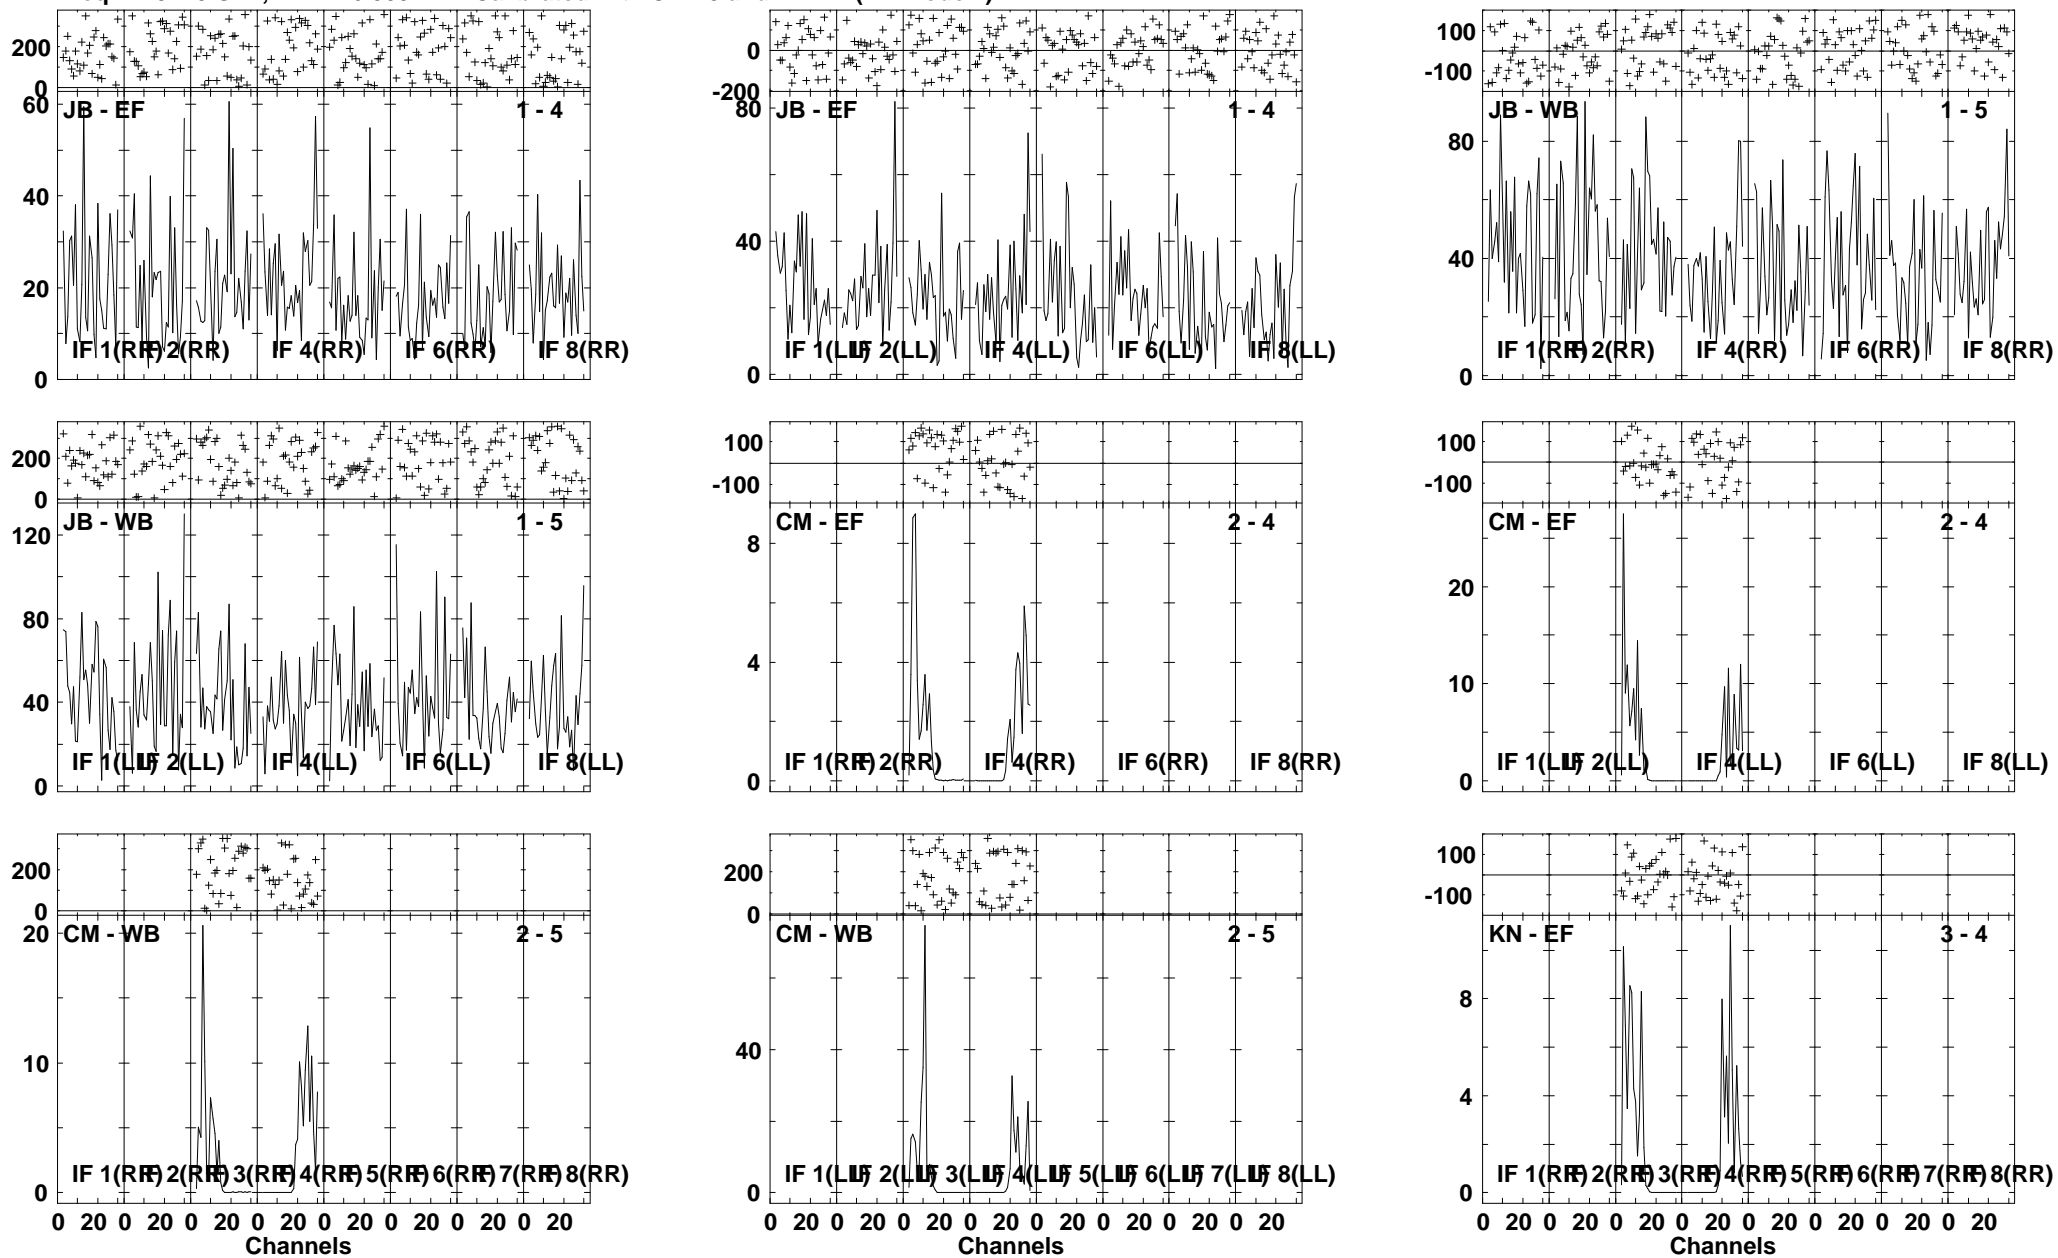 200
0
60
40
20
0
JB - EF 1 - 4
IF 1(RR) IF 2(RR) IF 4(RR) IF 6(RR) IF 8(RR)
0
-200
80
40
0
JB - EF 1 - 4
IF 1(LL) IF 2(LL) IF 4(LL) IF 6(LL) IF 8(LL)
100
-100
80
40
0
JB - WB 1 - 5
IF 1(RR) IF 2(RR) IF 4(RR) IF 6(RR) IF 8(RR)
200
0
120
80
40
0
JB - WB 1 - 5
IF 1(LL) IF 2(LL) IF 4(LL) IF 6(LL) IF 8(LL)
100
-100
8
4
0
CM - EF 2 - 4
IF 1(RR) IF 2(RR) IF 4(RR) IF 6(RR) IF 8(RR)
100
-100
20
10
0
CM - EF 2 - 4
IF 1(LL) IF 2(LL) IF 4(LL) IF 6(LL) IF 8(LL)
200
0
20
10
0
CM - WB 2 - 5
IF 1(RR) IF 2(RR) IF 3(RR) IF 4(RR) IF 5(RR) IF 6(RR) IF 7(RR) IF 8(RR)
0 20 0 20 0 20 0 20 0 20 0 20 0 20 0 20
Channels
200
0
40
0
CM - WB 2 - 5
IF 1(LL) IF 2(LL) IF 3(LL) IF 4(LL) IF 5(LL) IF 6(LL) IF 7(LL) IF 8(LL)
0 20 0 20 0 20 0 20 0 20 0 20 0 20 0 20
Channels
100
-100
8
4
0
KN - EF 3 - 4
IF 1(RR) IF 2(RR) IF 3(RR) IF 4(RR) IF 5(RR) IF 6(RR) IF 7(RR) IF 8(RR)
0 20 0 20 0 20 0 20 0 20 0 20 0 20 0 20
Channels